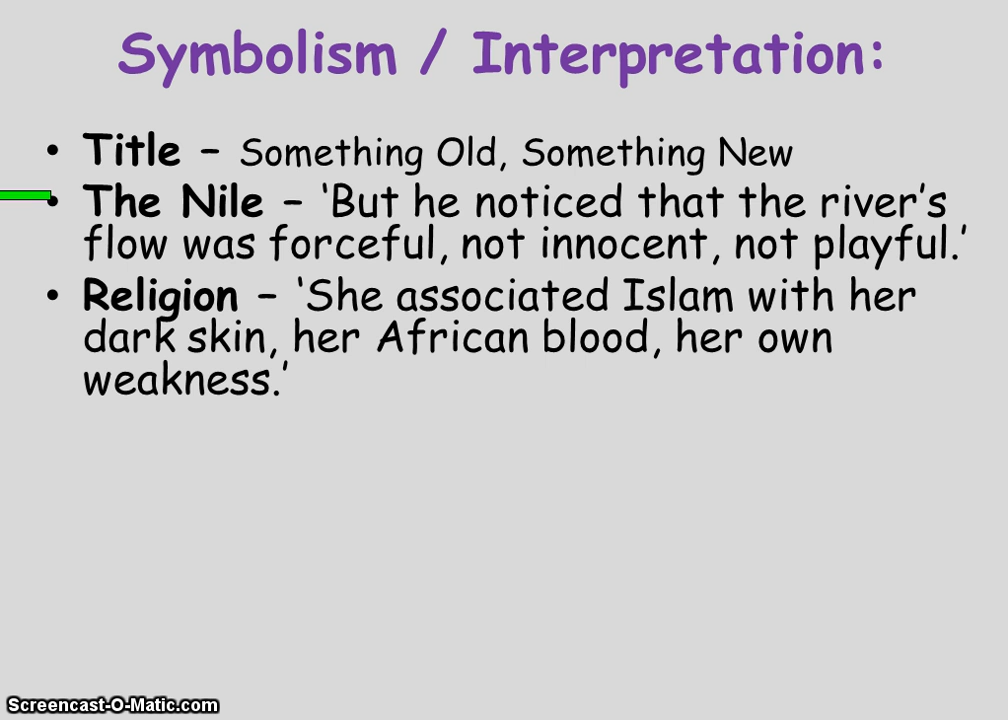 Symbolism / Interpretation:
• Title – Something Old, Something New
• The Nile – ‘But he noticed that the river’s
flow was forceful, not innocent, not playful.’
• Religion – ‘She associated Islam with her
dark skin, her African blood, her own
weakness.’
Screencast-O-Matic.com